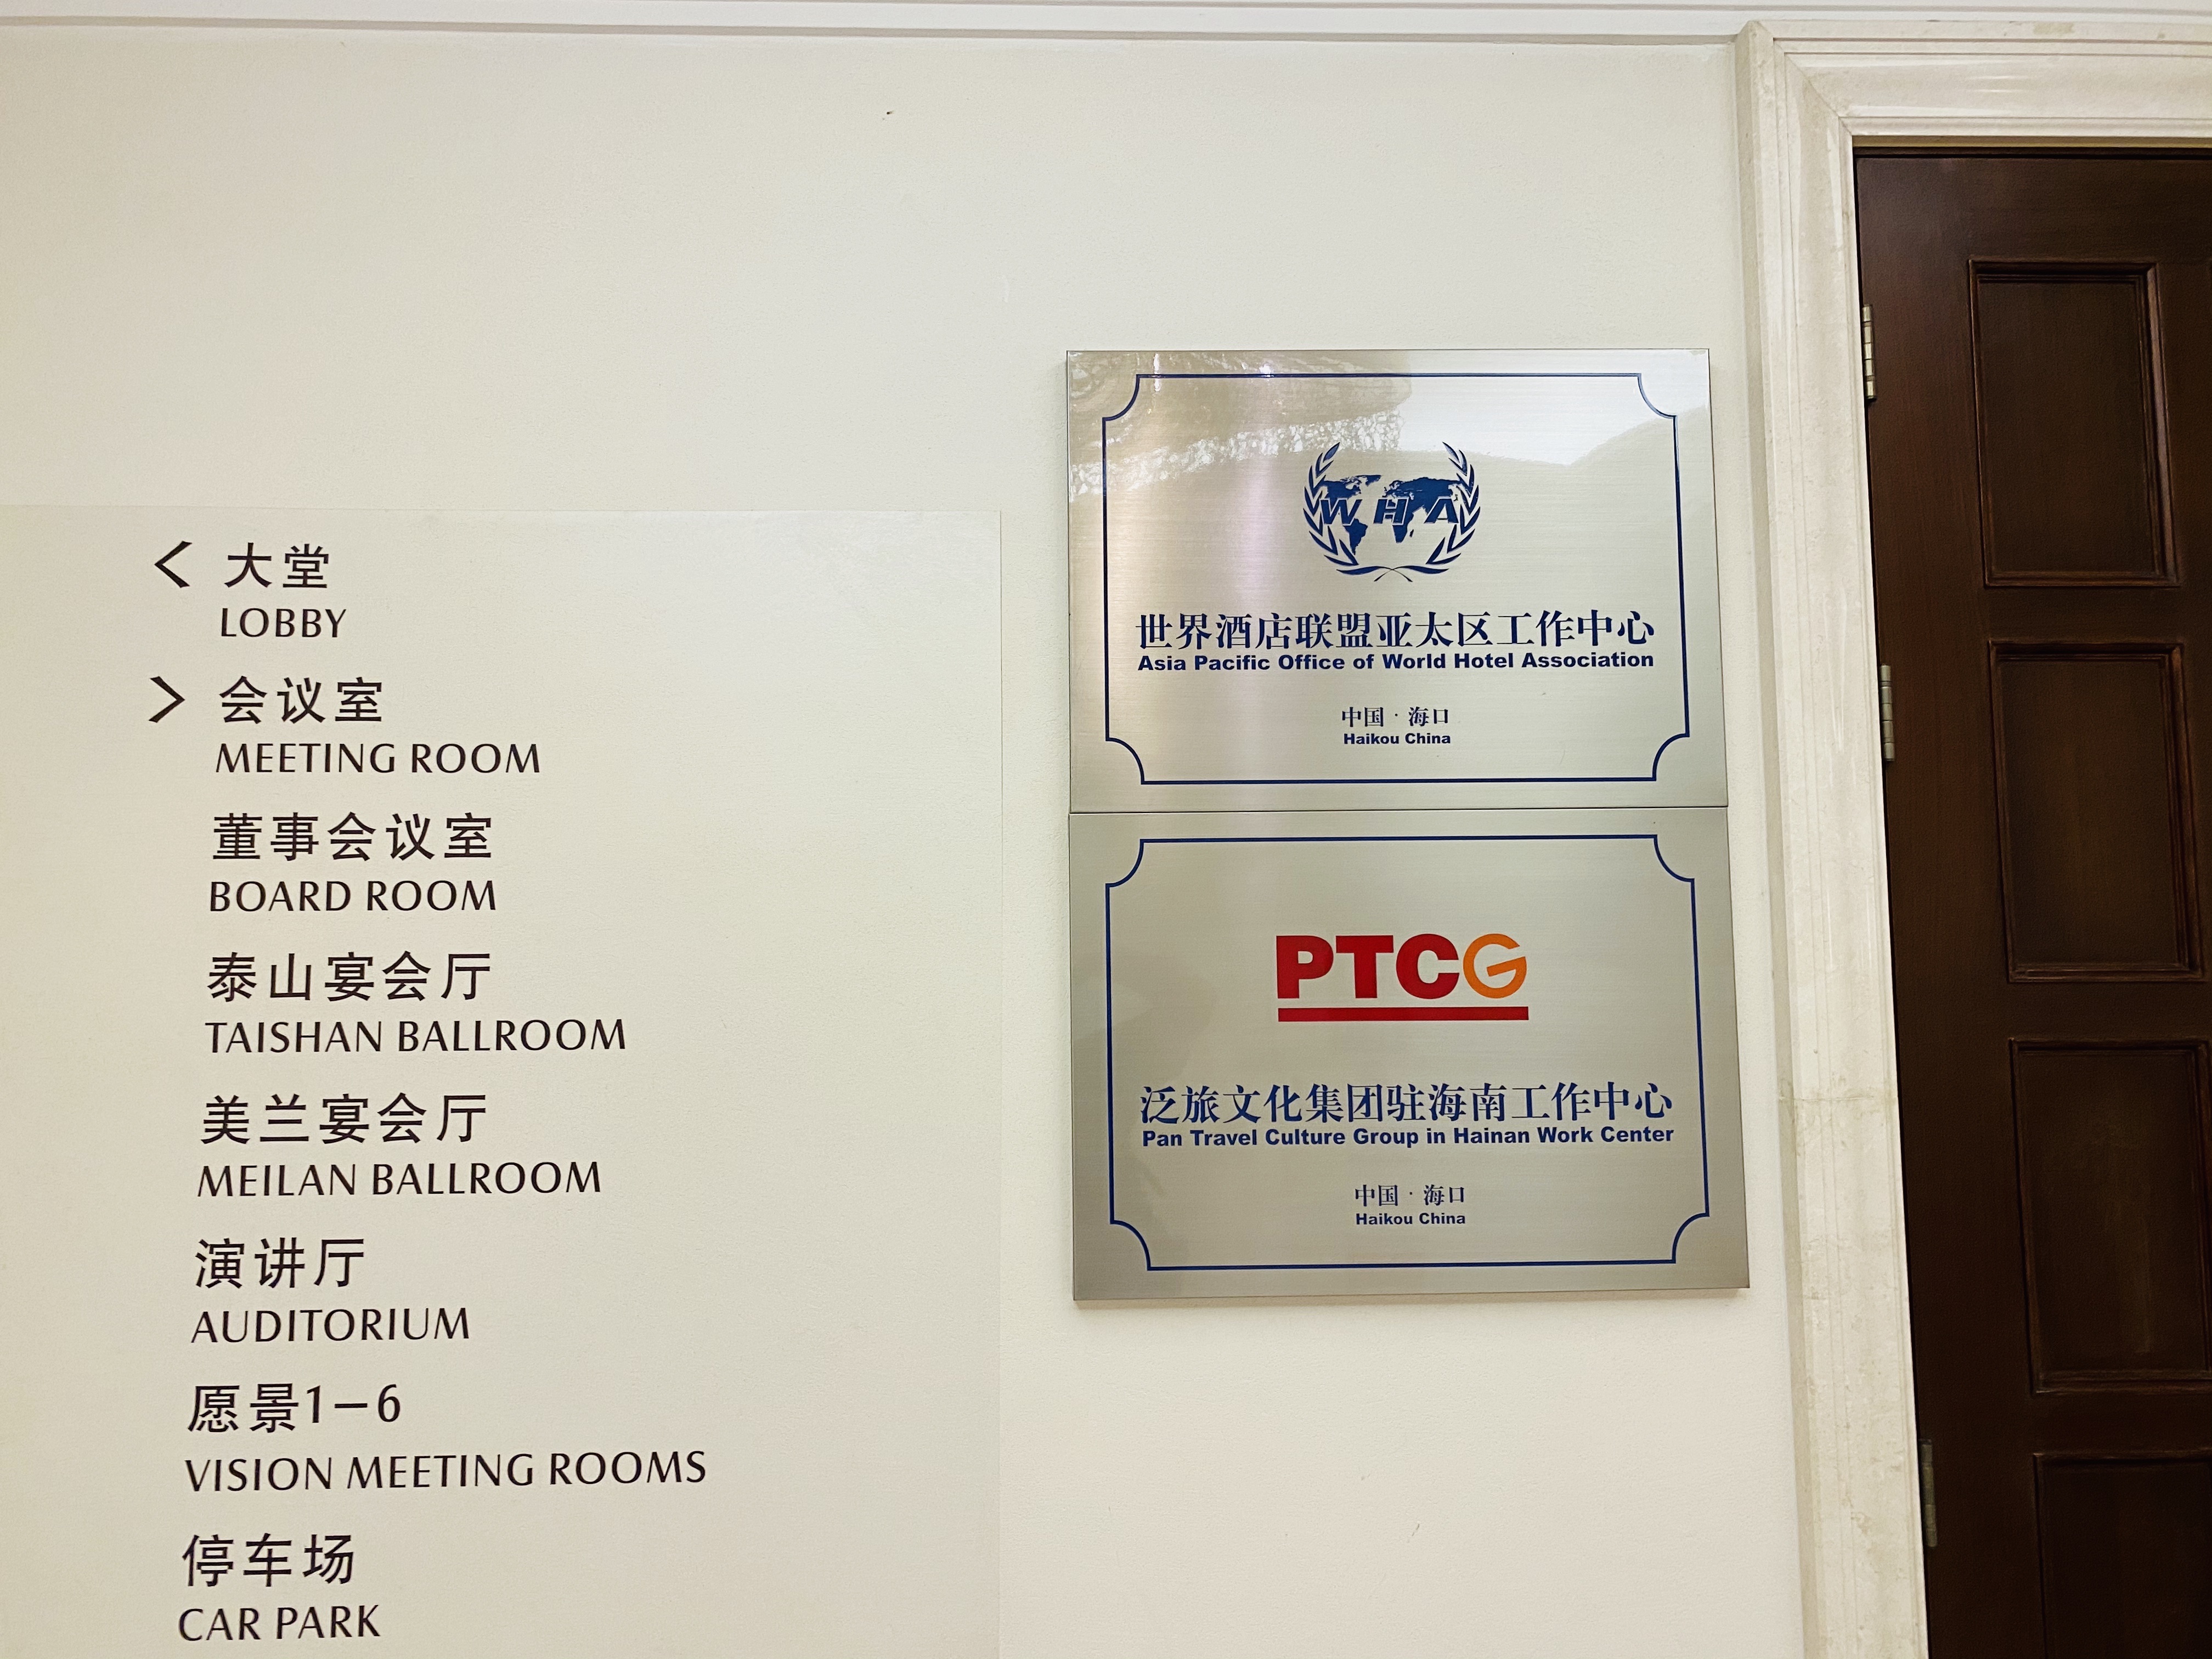 < 大堂
LOBBY
> 会议室
MEETING ROOM
董事会议室
BOARD ROOM
泰山宴会厅
TAISHAN BALLROOM
美兰宴会厅
MEILAN BALLROOM
演讲厅
AUDITORIUM
愿景1-6
VISION MEETING ROOMS
停车场
CAR PARK
WHA
世界酒店联盟亚太区工作中心
Asia Pacific Office of World Hotel Association
中国·海口
Haikou China
PTCG
泛旅文化集团驻海南工作中心
Pan Travel Culture Group in Hainan Work Center
中国·海口
Haikou China